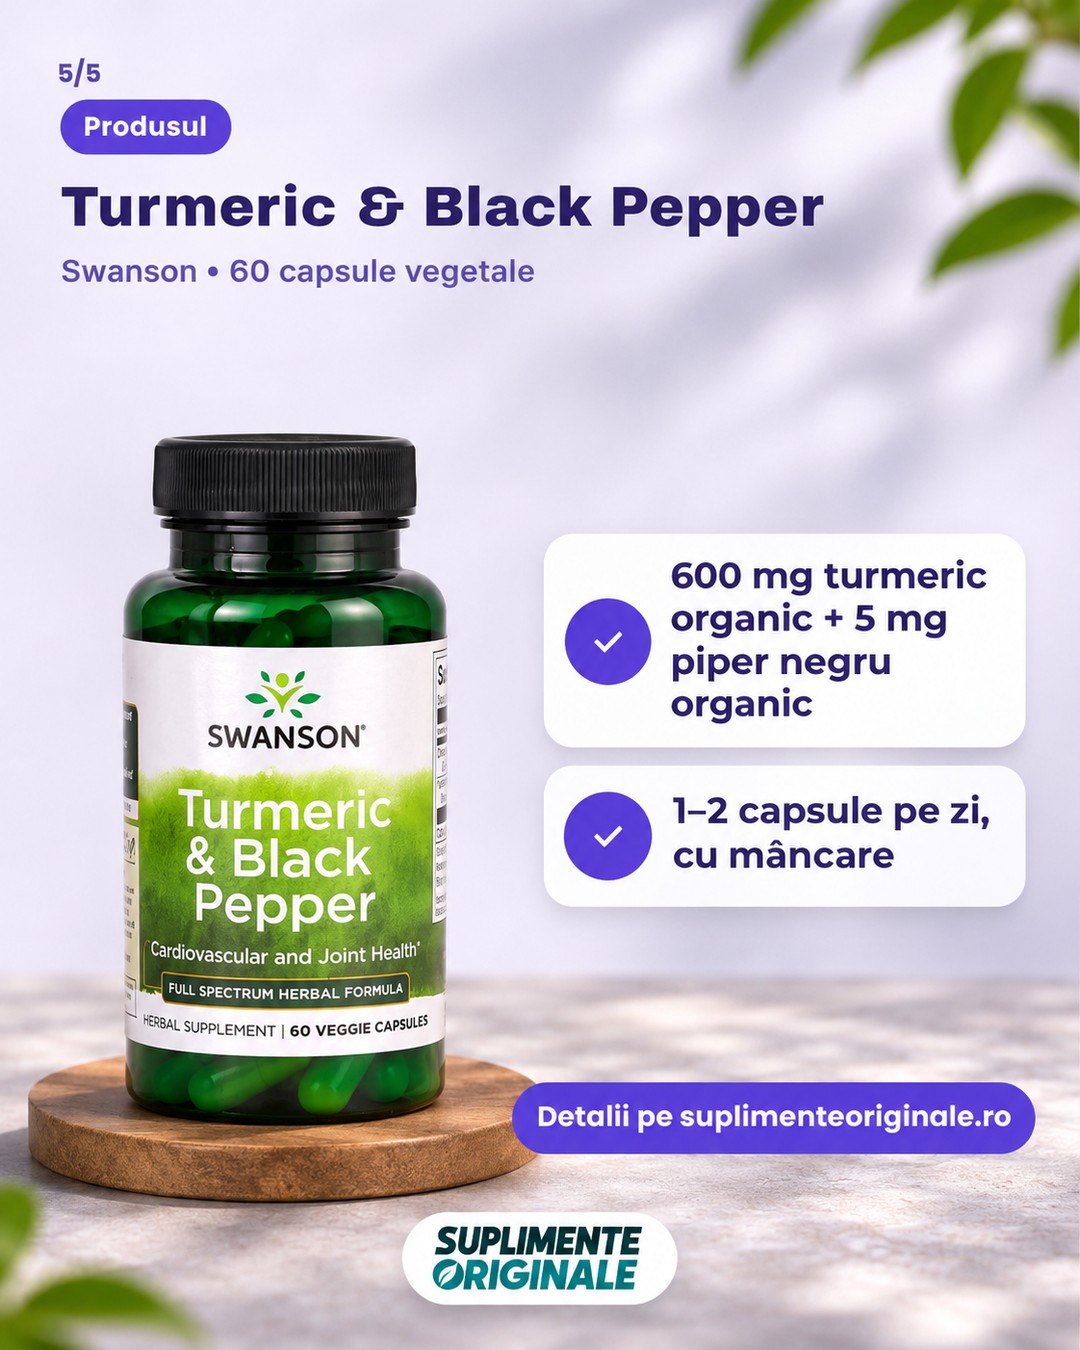 5/5
Produsul
Turmeric & Black Pepper
Swanson • 60 capsule vegetale
SWANSON®
Turmeric
& Black
Pepper
Cardiovascular and Joint Health*
FULL SPECTRUM HERBAL FORMULA
HERBAL SUPPLEMENT | 60 VEGGIE CAPSULES
600 mg turmeric
organic + 5 mg
piper negru
organic
1–2 capsule pe zi,
cu mâncare
Detalii pe suplimenteoriginale.ro
SUPLIMENTE
ORIGINALE